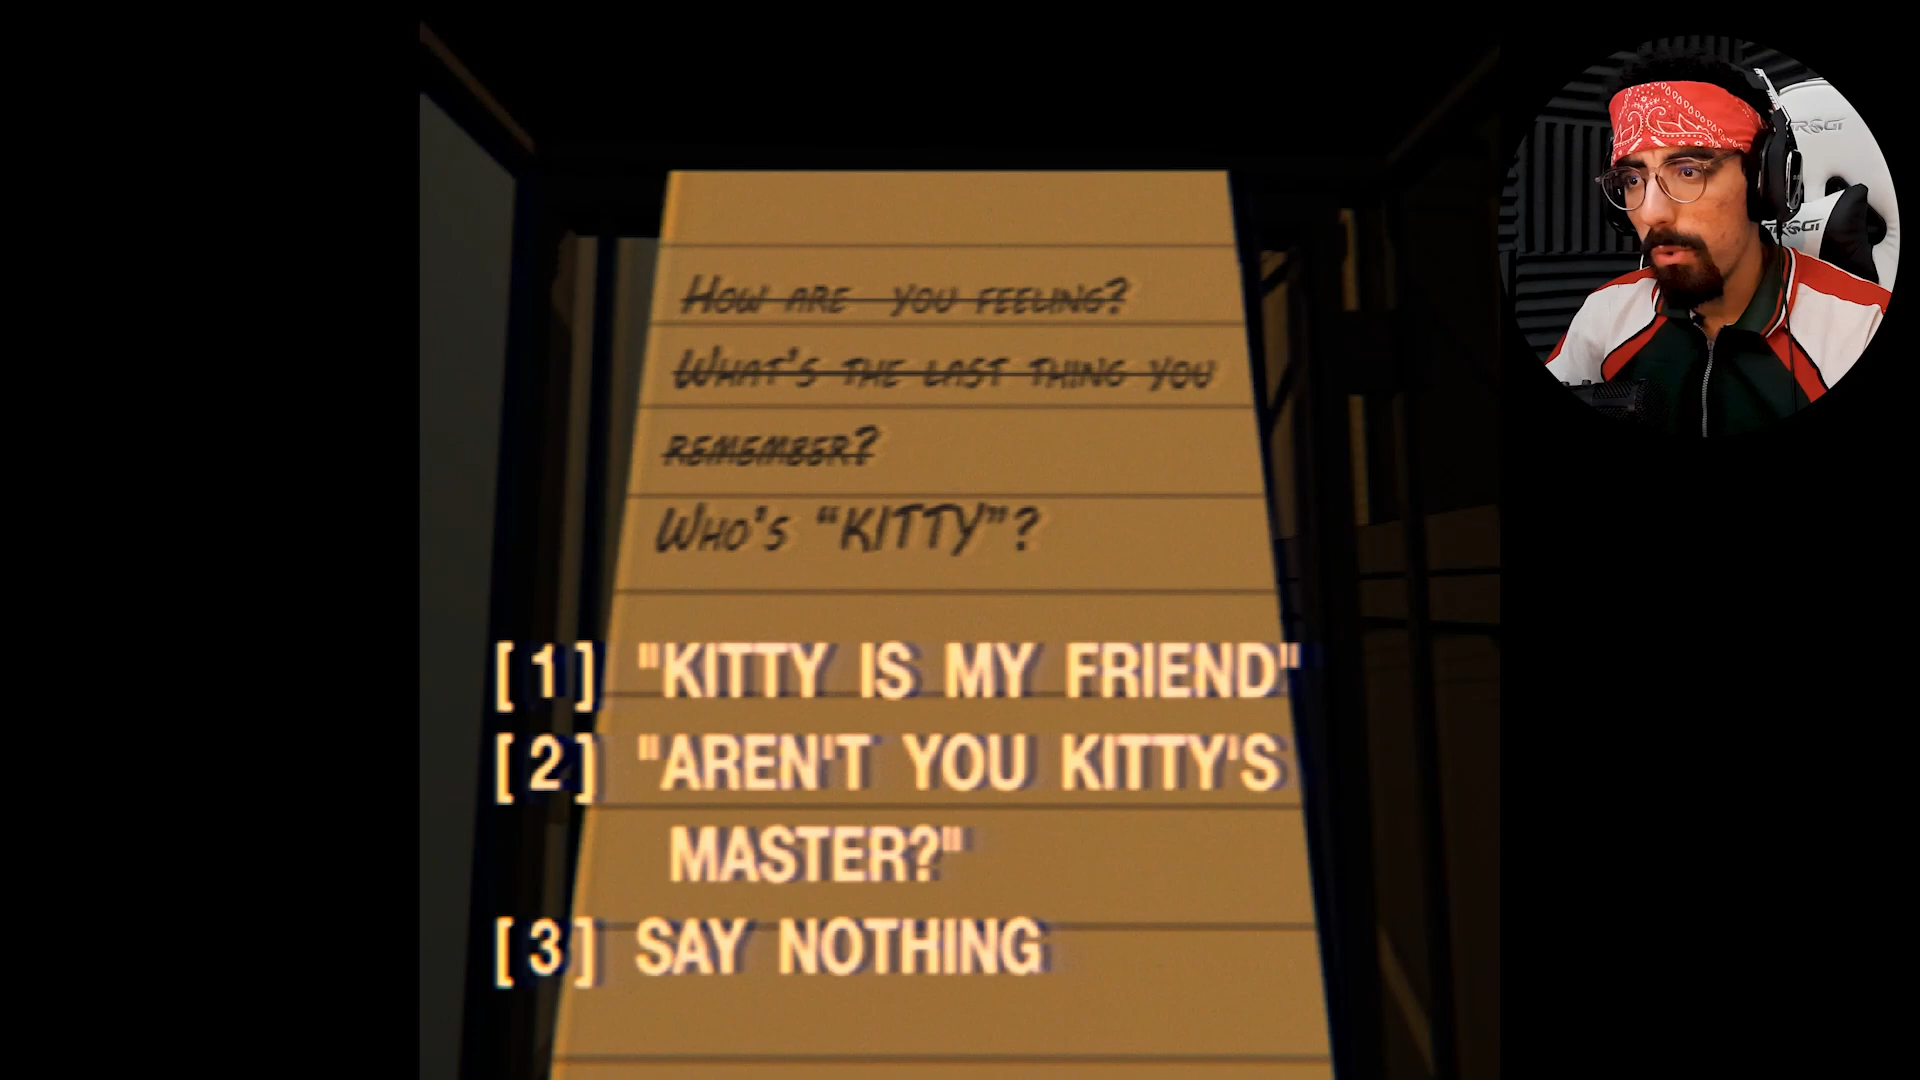 How are you feeling?
What's the last thing you
remember?
Who's "KITTY"?
[1] "KITTY IS MY FRIEND"
[2] "AREN'T YOU KITTY'S
MASTER?"
[3] SAY NOTHING